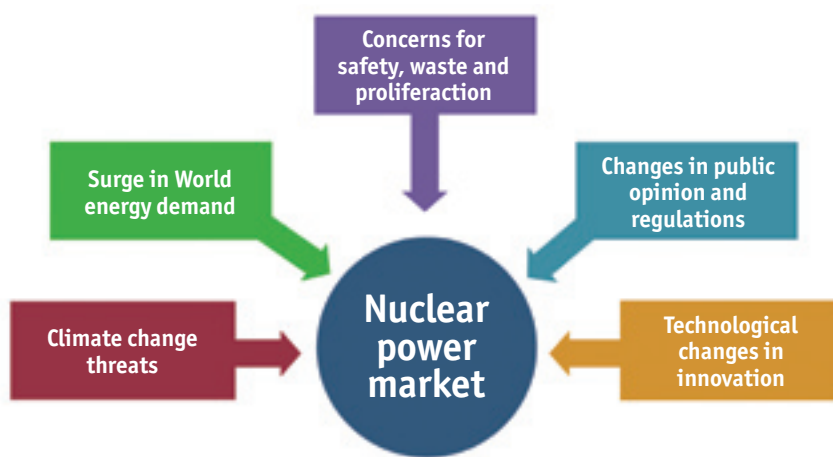 Concerns for
safety, waste and
proliferaction
Surge in World
energy demand
Changes in public
opinion and
regulations
Climate change
threats
Nuclear
power
market
Technological
changes in
innovation